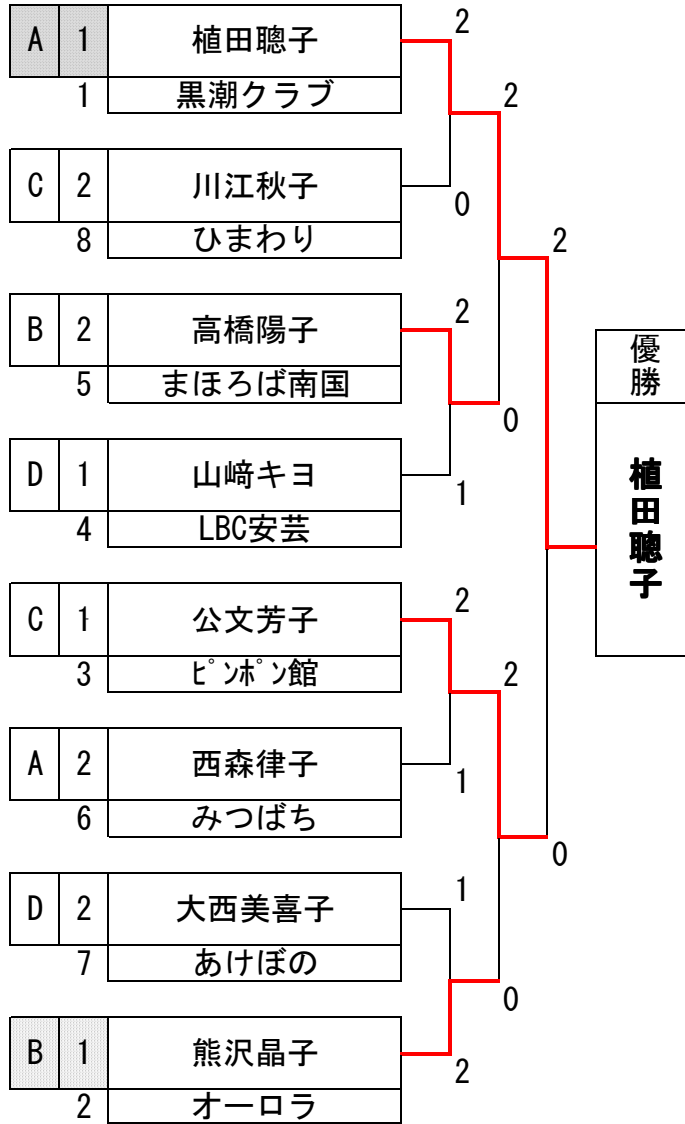 A 1 植田聰子
1 黒潮クラブ
C 2 川江秋子
8 ひまわり
B 2 高橋陽子
5 まほろば南国
D 1 山﨑キヨ
4 LBC安芸
C 1 公文芳子
3 ﾋﾟﾝﾎﾟﾝ館
A 2 西森律子
6 みつばち
D 2 大西美喜子
7 あけぼの
B 1 熊沢晶子
2 オーロラ
2
0
2
1
2
1
1
2
2
0
2
0
2
0
優勝
植田聰子